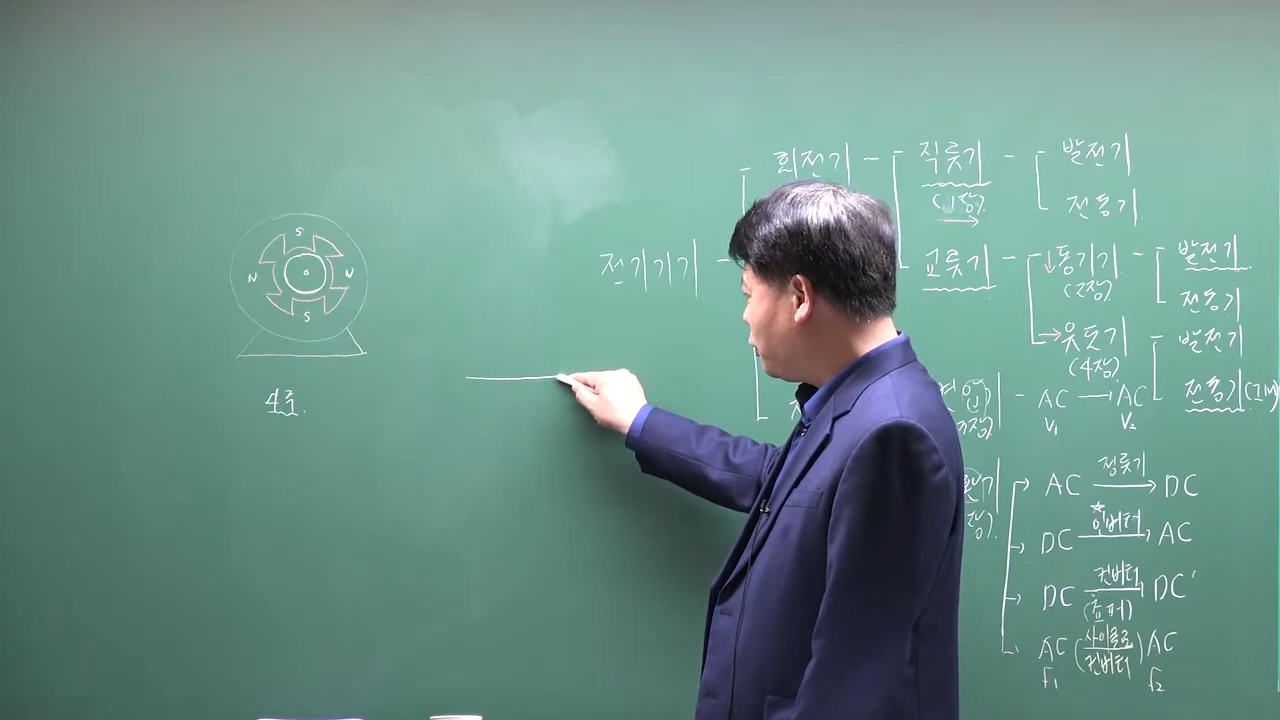 회전기 - 직류기 - 발전기
(1장).
전동기
전기기기 - 교류기 - 동기기 - 발전기
(2장)
전동기
유도기 - 발전기
(4장)
전동기
- AC → AC
V₁ V₂
AC 정류기 → DC
DC 인버터 → AC
DC 컨버터 → DC'
(쵸퍼)
AC (사이클로 컨버터) AC
f₁ f₂
S
N N
S
4극.